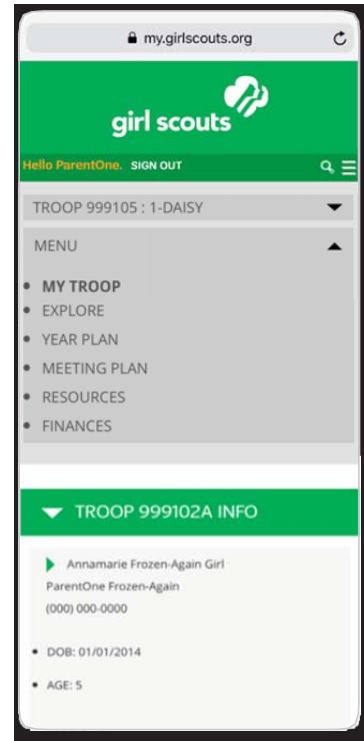 my.girlscouts.org
girl scouts
Hello ParentOne. SIGN OUT
TROOP 999105 : 1-DAISY
MENU
MY TROOP
EXPLORE
YEAR PLAN
MEETING PLAN
RESOURCES
FINANCES
TROOP 999102A INFO
Annamarie Frozen-Again Girl
ParentOne Frozen-Again
(000) 000-0000
DOB: 01/01/2014
AGE: 5